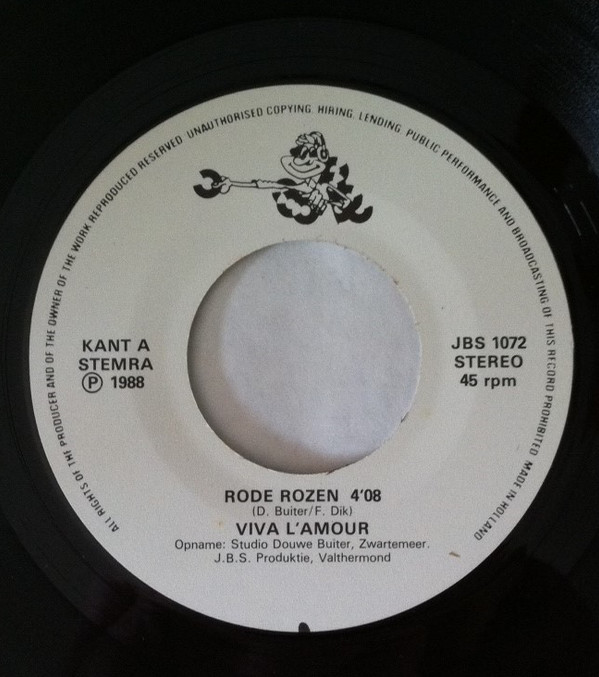 ALL RIGHTS OF THE PRODUCER AND OF THE OWNER OF THE WORK REPRODUCED RESERVED. UNAUTHORISED COPYING. HIRING. LENDING. PUBLIC PERFORMANCE AND BROADCASTING OF THIS RECORD PROHIBITED MADE IN HOLLAND
KANT A
STEMRA
Ⓟ 1988
JBS 1072
STEREO
45 rpm
RODE ROZEN 4'08
(D. Buiter/F. Dik)
VIVA L'AMOUR
Opname: Studio Douwe Buiter, Zwartemeer.
J.B.S. Produktie, Valthermond